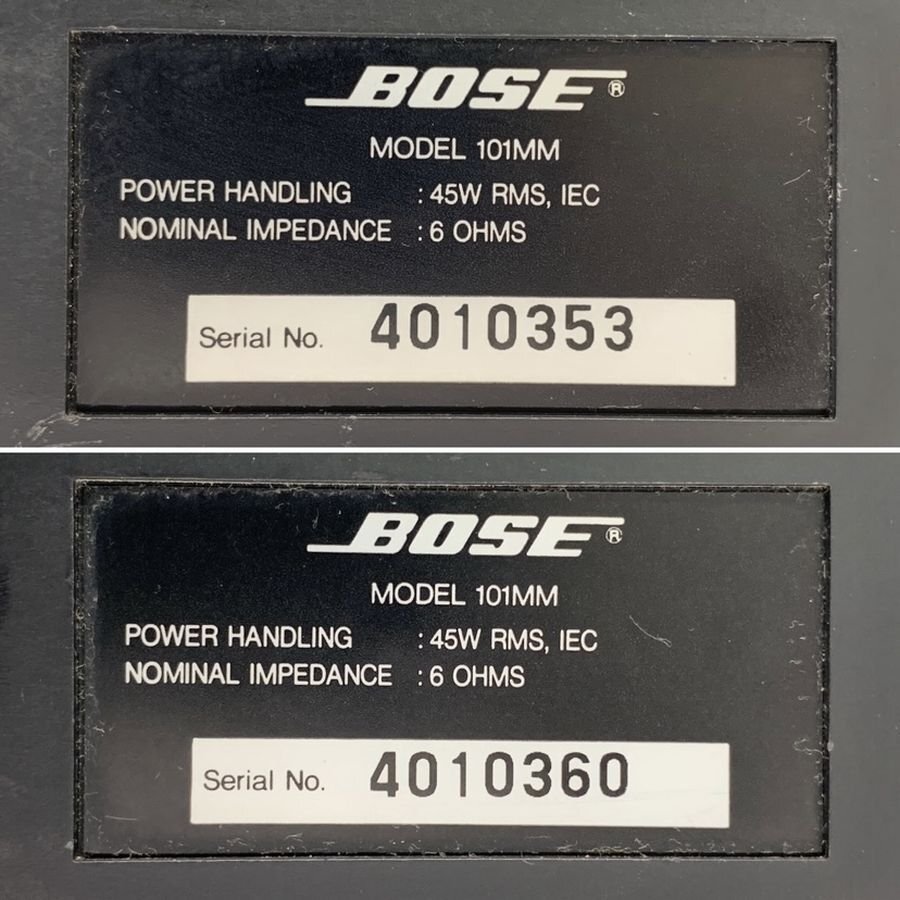 BOSE®
MODEL 101MM
POWER HANDLING : 45W RMS, IEC
NOMINAL IMPEDANCE : 6 OHMS
Serial No. 4010353
BOSE®
MODEL 101MM
POWER HANDLING : 45W RMS, IEC
NOMINAL IMPEDANCE : 6 OHMS
Serial No. 4010360